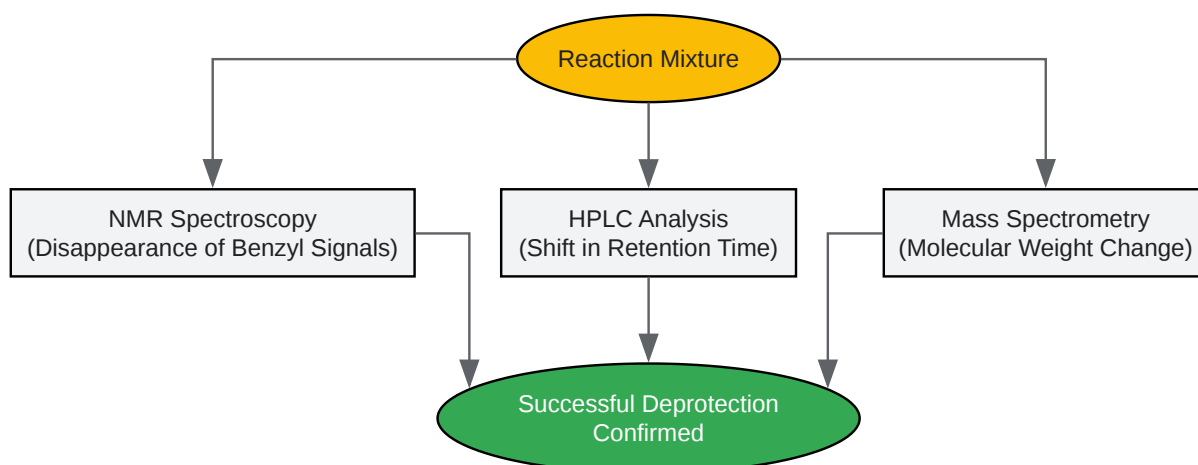 Reaction Mixture
NMR Spectroscopy
(Disappearance of Benzyl Signals)
HPLC Analysis
(Shift in Retention Time)
Mass Spectrometry
(Molecular Weight Change)
Successful Deprotection
Confirmed